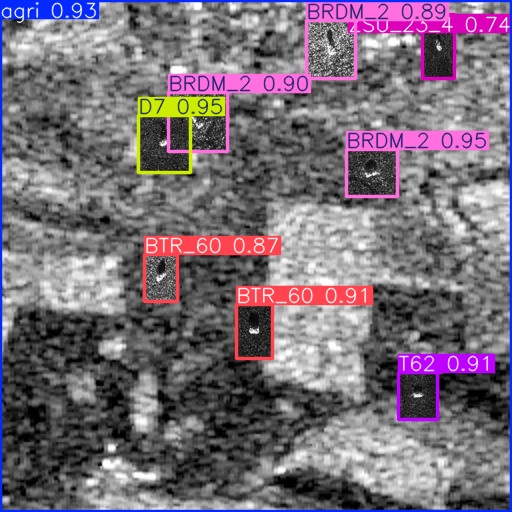 agri 0.93
BRDM_2 0.89
ZSU_23_4 0.74
BRDM_2 0.90
D7 0.95
BRDM_2 0.95
BTR_60 0.87
BTR_60 0.91
T62 0.91